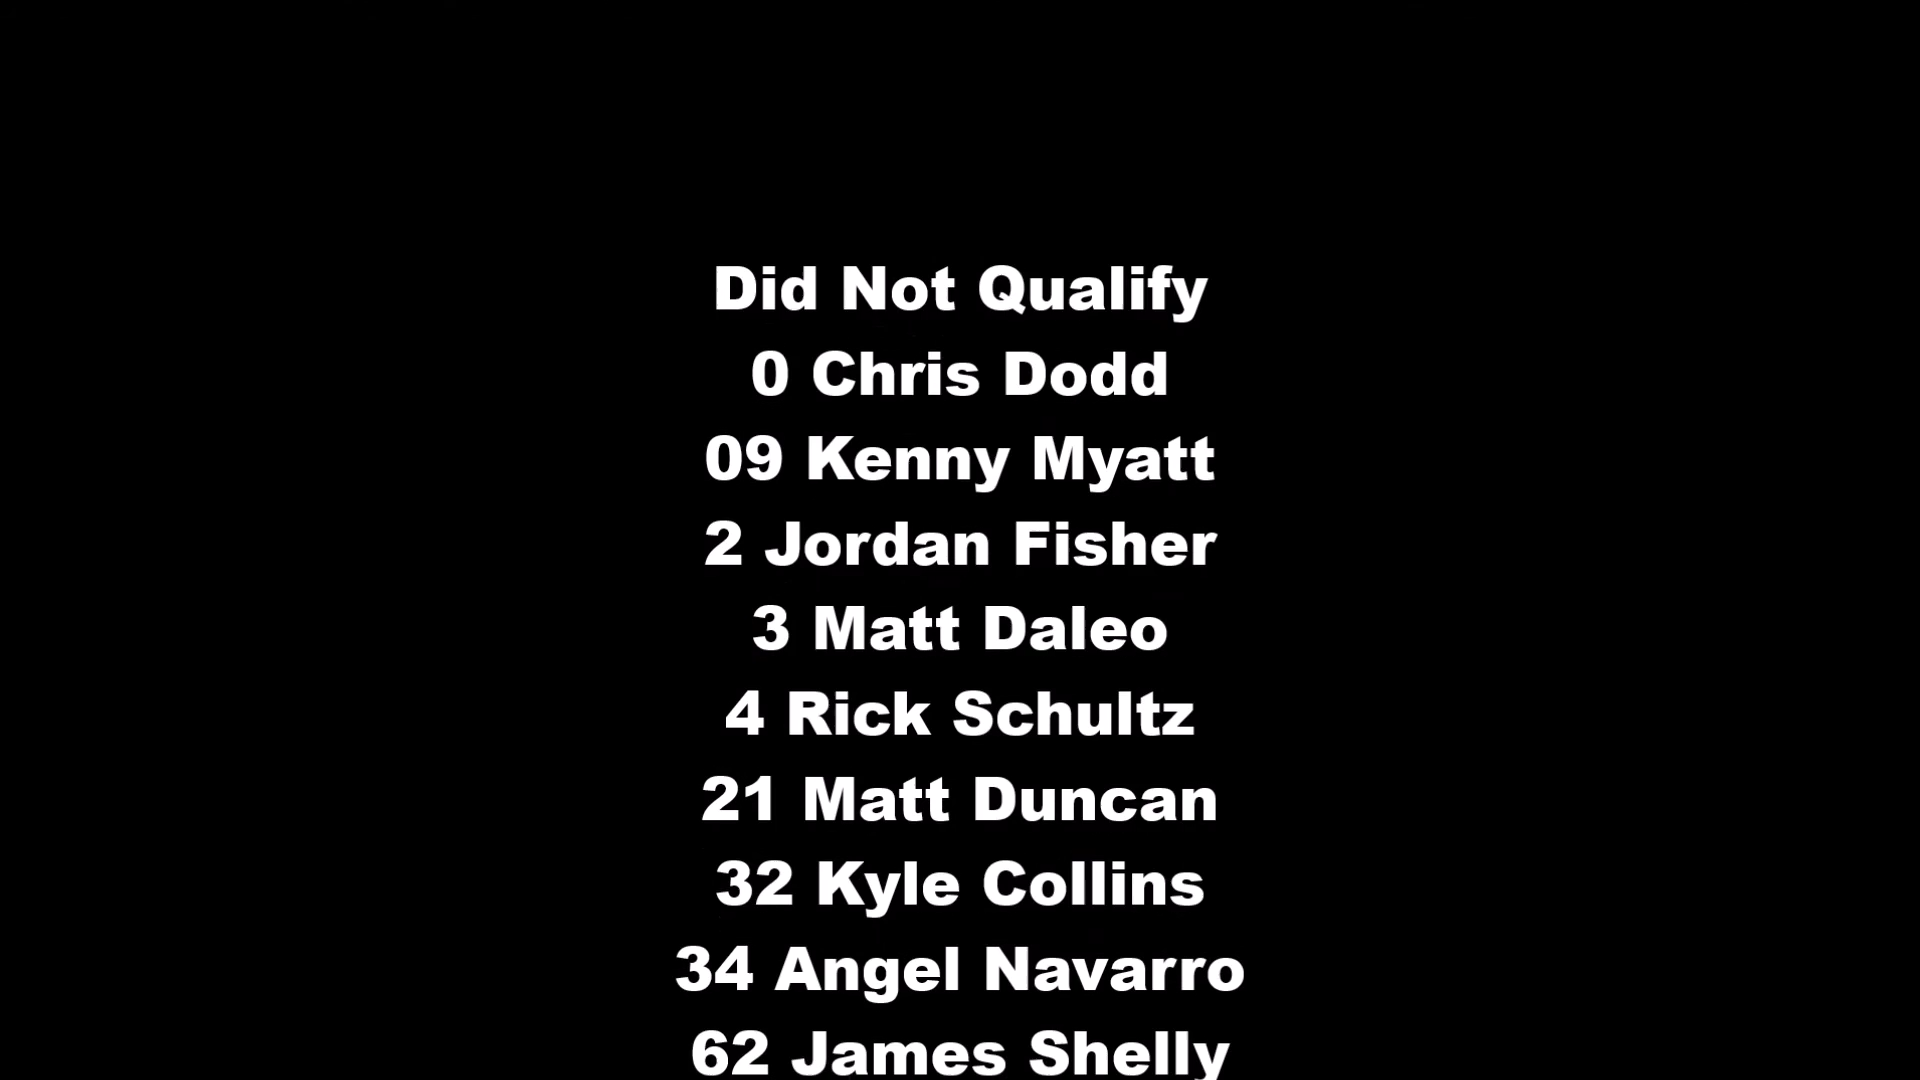 Did Not Qualify
0 Chris Dodd
09 Kenny Myatt
2 Jordan Fisher
3 Matt Daleo
4 Rick Schultz
21 Matt Duncan
32 Kyle Collins
34 Angel Navarro
62 James Shelly